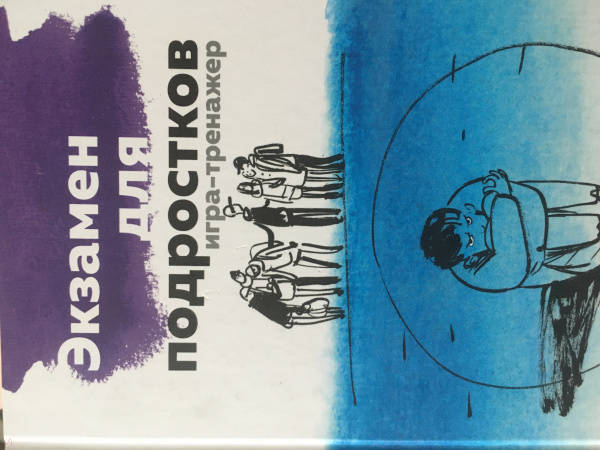 Экзамен
для
подростков
игра-тренажер